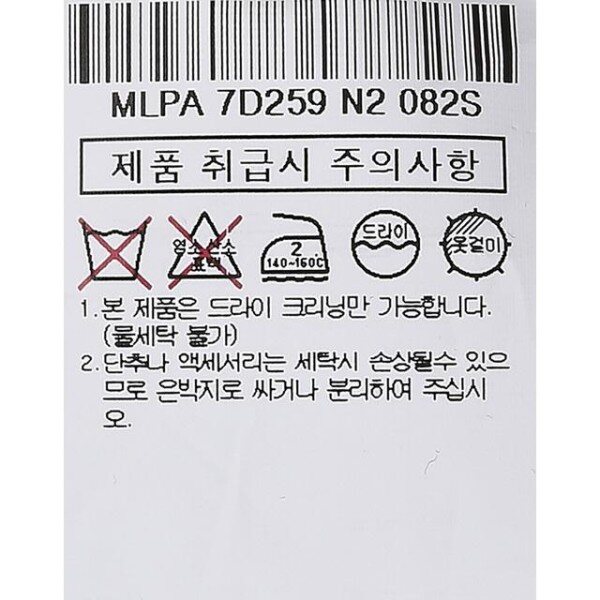 MLPA 7D259 N2 082S
제품 취급시 주의사항
염소산소 드라이
표백 2 옷걸이
140~160℃
1. 본 제품은 드라이 크리닝만 가능합니다.
(물세탁 불가)
2. 단추나 액세서리는 세탁시 손상될수 있으
므로 은박지로 싸거나 분리하여 주십시
오.